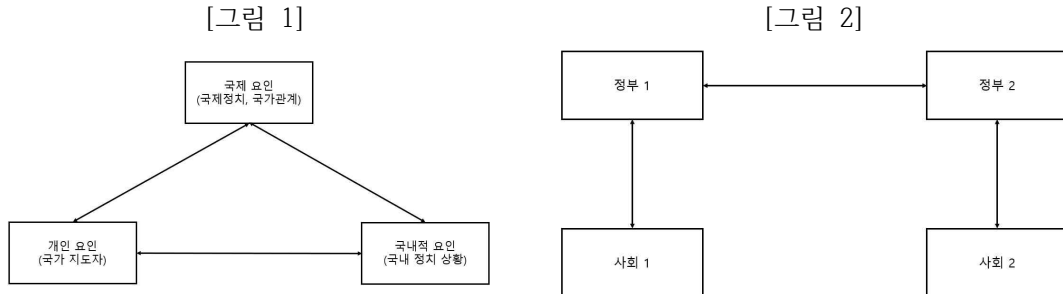 [그림 1]
[그림 2]
국제 요인
(국제정치, 국가관계)
개인 요인
(국가 지도자)
국내적 요인
(국내 정치 상황)
정부 1
정부 2
사회 1
사회 2